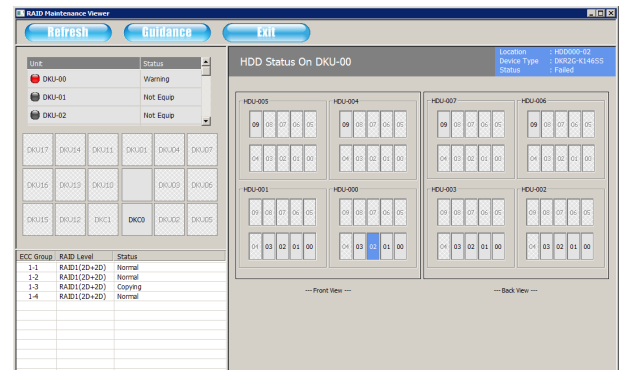 RAID Maintenance Viewer
Refresh Guidance Exit
Unit Status
DKU-00 Warning
DKU-01 Not Equip
DKU-02 Not Equip
DKU17 DKU14 DKU11 DKU01 DKU04 DKU07
DKU16 DKU13 DKU10 DKU03 DKU06
DKU15 DKU12 DKC1 DKC0 DKU02 DKU05
ECC Group RAID Level Status
1-1 RAID1(2D+2D) Normal
1-2 RAID1(2D+2D) Normal
1-3 RAID1(2D+2D) Copying
1-4 RAID1(2D+2D) Normal
HDD Status On DKU-00
Location : HDD000-02
Device Type : DKR2G-K146SS
Status : Failed
HDU-005 HDU-004 HDU-007 HDU-006
09 08 07 06 05 09 08 07 06 05 09 08 07 06 05 09 08 07 06 05
04 03 02 01 00 04 03 02 01 00 04 03 02 01 00 04 03 02 01 00
HDU-001 HDU-000 HDU-003 HDU-002
09 08 07 06 05 09 08 07 06 05 09 08 07 06 05 09 08 07 06 05
04 03 02 01 00 04 03 02 01 00 04 03 02 01 00 04 03 02 01 00
--- Front View --- --- Back View ---